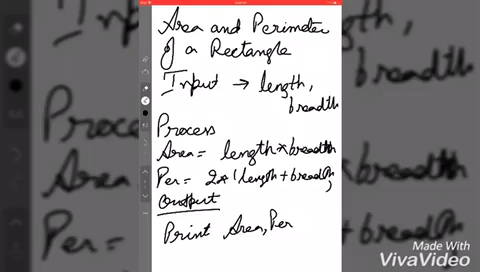 Area and Perimeter
of a Rectangle
Input → length,
breadth
Process
Area = length * breadth
Per = 2 * (length + breadth)
Output
Print Area, Per
Made With
VivaVideo